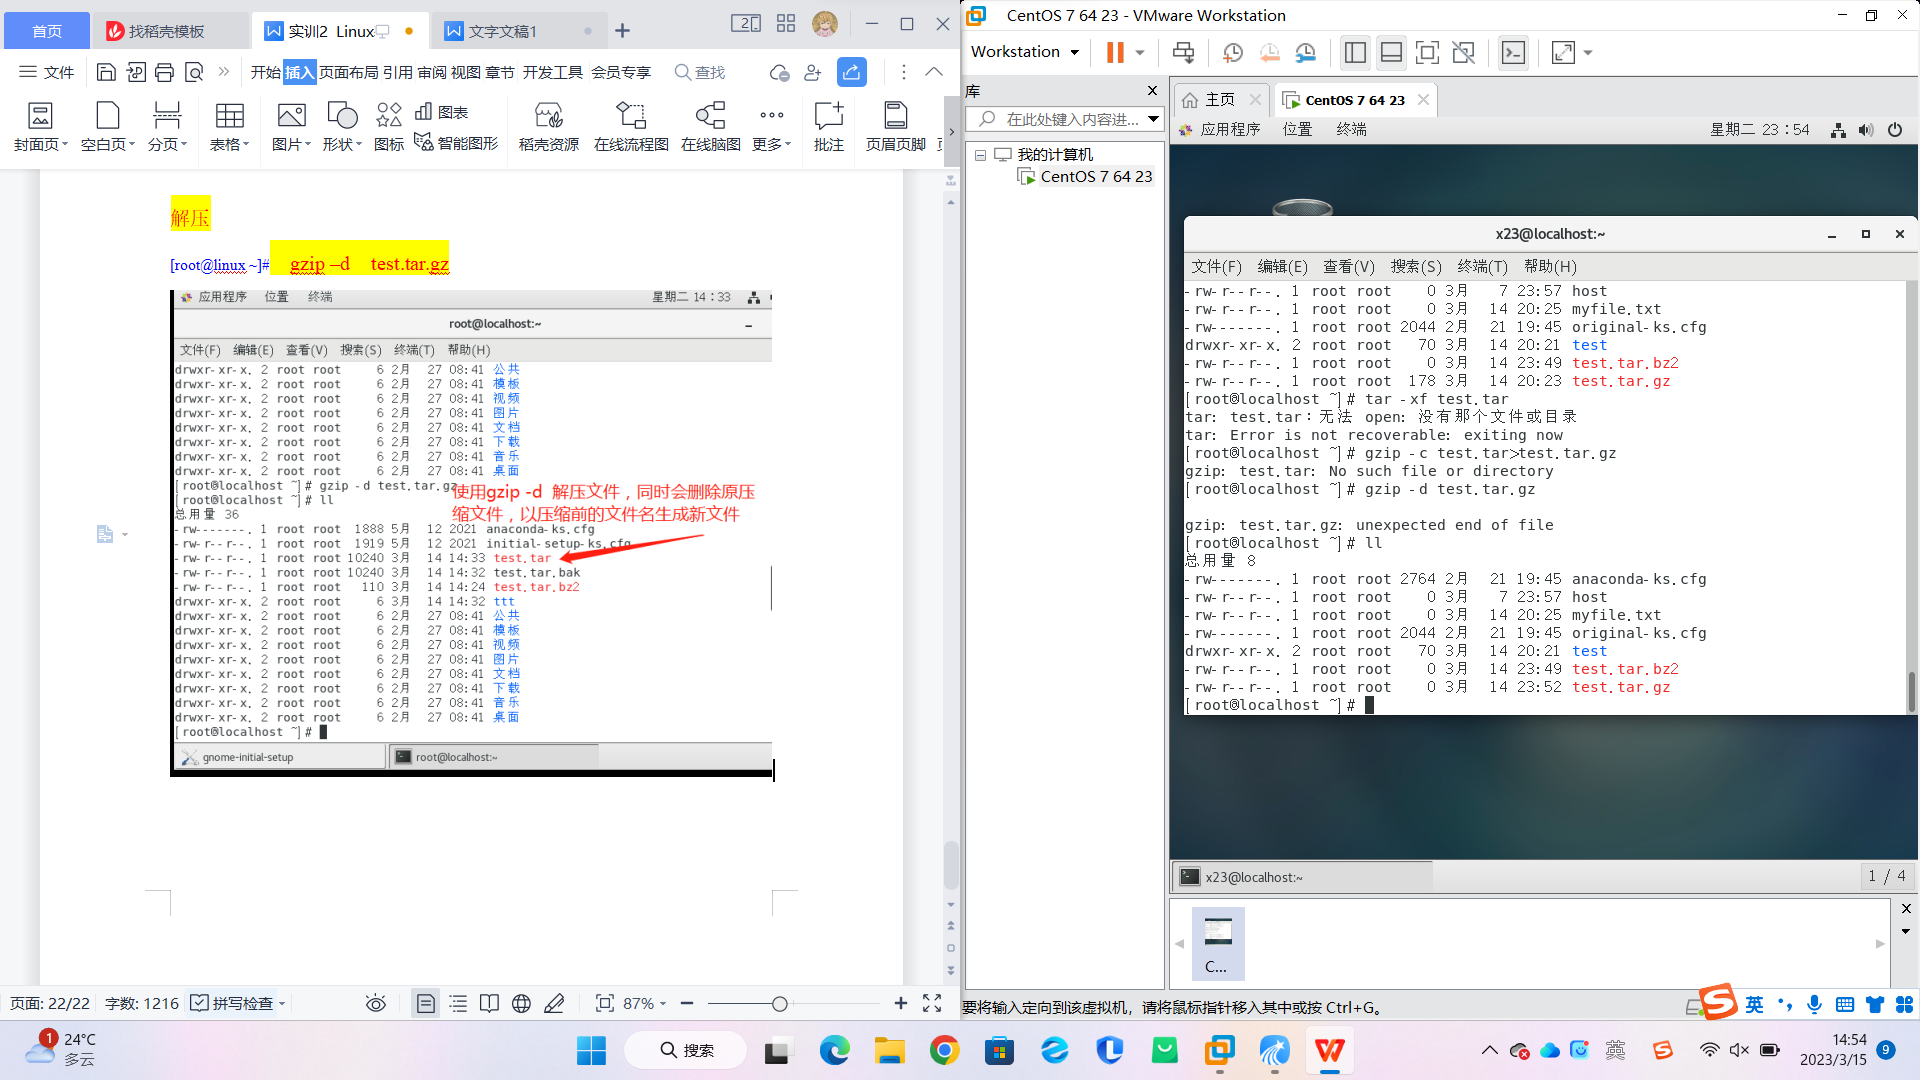 首页
找稻壳模板
实训2 Linux
文字文稿1
文件
开始 插入 页面布局 引用 审阅 视图 章节 开发工具 会员专享
查找
封面页
空白页
分页
表格
图片
形状
图标
图表
智能图形
稻壳资源
在线流程图
在线脑图
更多
批注
页眉页脚
解压
[root@linux ~]# gzip –d test.tar.gz
应用程序 位置 终端 星期二 14:33
root@localhost:~
文件(F) 编辑(E) 查看(V) 搜索(S) 终端(T) 帮助(H)
drwxr-xr-x. 2 root root 6 2月 27 08:41 公共
drwxr-xr-x. 2 root root 6 2月 27 08:41 模板
drwxr-xr-x. 2 root root 6 2月 27 08:41 视频
drwxr-xr-x. 2 root root 6 2月 27 08:41 图片
drwxr-xr-x. 2 root root 6 2月 27 08:41 文档
drwxr-xr-x. 2 root root 6 2月 27 08:41 下载
drwxr-xr-x. 2 root root 6 2月 27 08:41 音乐
drwxr-xr-x. 2 root root 6 2月 27 08:41 桌面
[root@localhost ~]# gzip -d test.tar.gz
[root@localhost ~]# ll
总用量 36
使用gzip -d 解压文件，同时会删除原压
缩文件，以压缩前的文件名生成新文件
-rw-------. 1 root root 1888 5月 12 2021 anaconda-ks.cfg
-rw-r--r--. 1 root root 1919 5月 12 2021 initial-setup-ks.cfg
-rw-r--r--. 1 root root 10240 3月 14 14:33 test.tar
-rw-r--r--. 1 root root 10240 3月 14 14:32 test.tar.bak
-rw-r--r--. 1 root root 110 3月 14 14:24 test.tar.bz2
drwxr-xr-x. 2 root root 6 3月 14 14:32 ttt
drwxr-xr-x. 2 root root 6 2月 27 08:41 公共
drwxr-xr-x. 2 root root 6 2月 27 08:41 模板
drwxr-xr-x. 2 root root 6 2月 27 08:41 视频
drwxr-xr-x. 2 root root 6 2月 27 08:41 图片
drwxr-xr-x. 2 root root 6 2月 27 08:41 文档
drwxr-xr-x. 2 root root 6 2月 27 08:41 下载
drwxr-xr-x. 2 root root 6 2月 27 08:41 音乐
drwxr-xr-x. 2 root root 6 2月 27 08:41 桌面
[root@localhost ~]#
gnome-initial-setup
root@localhost:~
页面: 22/22 字数: 1216 拼写检查 87%
CentOS 7 64 23 - VMware Workstation
Workstation
库
在此处键入内容进...
我的计算机
CentOS 7 64 23
主页
CentOS 7 64 23
应用程序 位置 终端 星期二 23:54
x23@localhost:~
文件(F) 编辑(E) 查看(V) 搜索(S) 终端(T) 帮助(H)
-rw-r--r--. 1 root root 0 3月 7 23:57 host
-rw-r--r--. 1 root root 0 3月 14 20:25 myfile.txt
-rw-------. 1 root root 2044 2月 21 19:45 original-ks.cfg
drwxr-xr-x. 2 root root 70 3月 14 20:21 test
-rw-r--r--. 1 root root 0 3月 14 23:49 test.tar.bz2
-rw-r--r--. 1 root root 178 3月 14 20:23 test.tar.gz
[root@localhost ~]# tar -xf test.tar
tar: test.tar：无法 open: 没有那个文件或目录
tar: Error is not recoverable: exiting now
[root@localhost ~]# gzip -c test.tar>test.tar.gz
gzip: test.tar: No such file or directory
[root@localhost ~]# gzip -d test.tar.gz
gzip: test.tar.gz: unexpected end of file
[root@localhost ~]# ll
总用量 8
-rw-------. 1 root root 2764 2月 21 19:45 anaconda-ks.cfg
-rw-r--r--. 1 root root 0 3月 7 23:57 host
-rw-r--r--. 1 root root 0 3月 14 20:25 myfile.txt
-rw-------. 1 root root 2044 2月 21 19:45 original-ks.cfg
drwxr-xr-x. 2 root root 70 3月 14 20:21 test
-rw-r--r--. 1 root root 0 3月 14 23:49 test.tar.bz2
-rw-r--r--. 1 root root 0 3月 14 23:52 test.tar.gz
[root@localhost ~]#
x23@localhost:~
1 / 4
C...
要将输入定向到该虚拟机，请将鼠标指针移入其中或按 Ctrl+G。
英
1
24°C
多云
搜索
英
14:54
2023/3/15
9